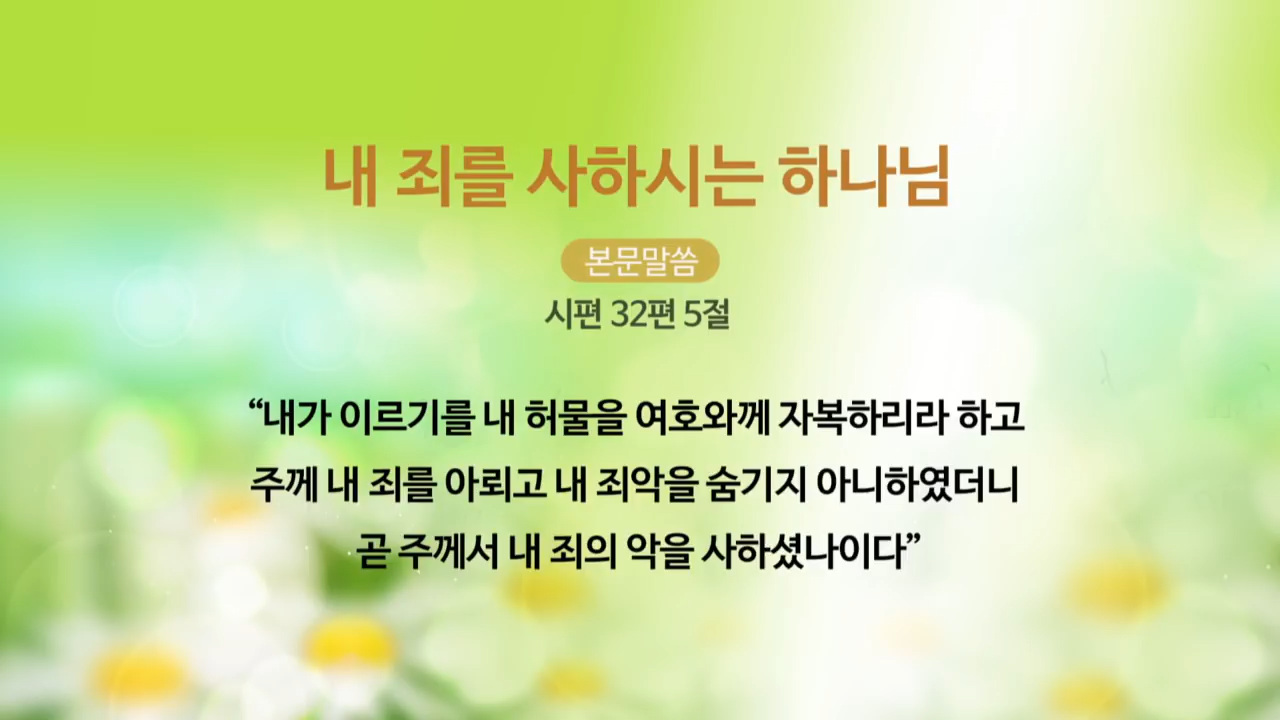 내 죄를 사하시는 하나님
본문말씀
시편 32편 5절
“내가 이르기를 내 허물을 여호와께 자복하리라 하고
주께 내 죄를 아뢰고 내 죄악을 숨기지 아니하였더니
곧 주께서 내 죄의 악을 사하셨나이다”